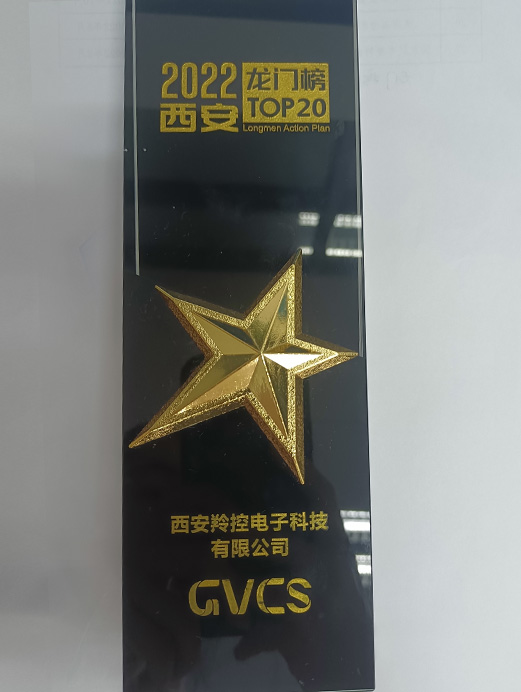 2022 龙门榜
西安 TOP20
Longmen Action Plan
西安羚控电子科技
有限公司
GVCS